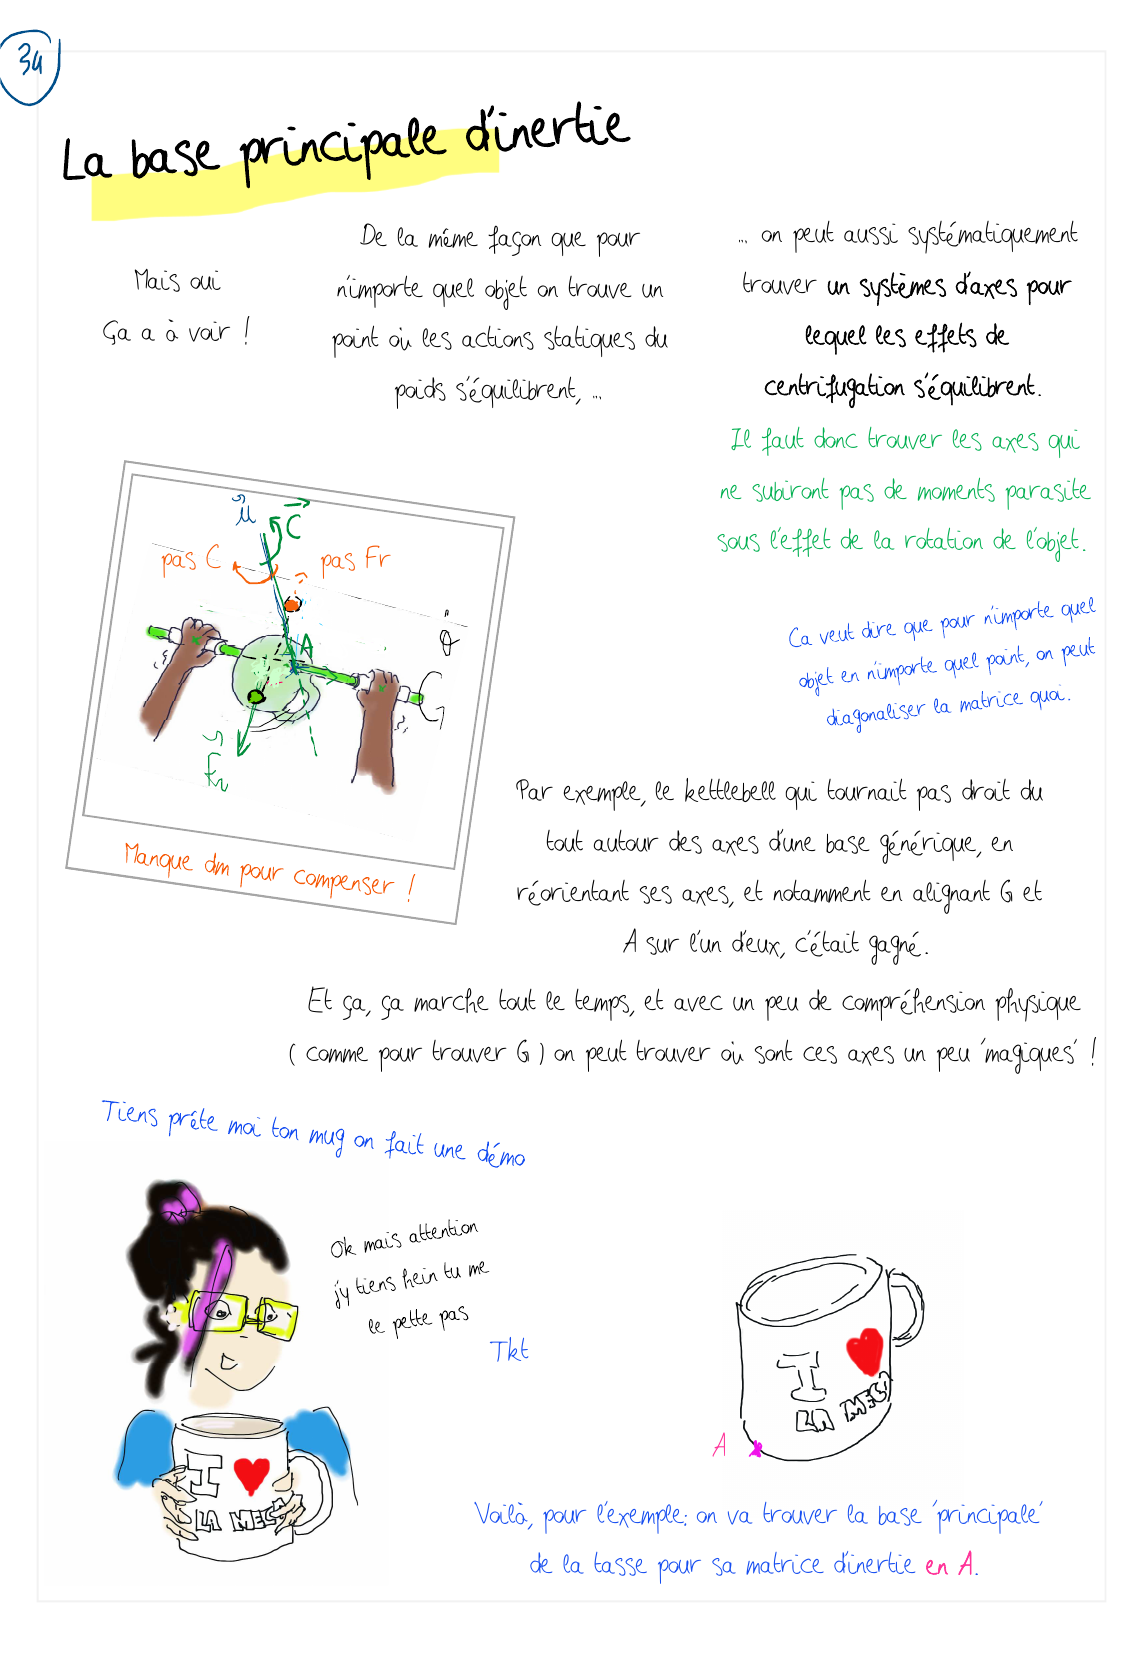 34
La base principale d'inertie
Mais oui
Ça a à voir !
De la même façon que pour
n'importe quel objet on trouve un
point où les actions statiques du
poids s'équilibrent, ...
... on peut aussi systématiquement
trouver un systèmes d'axes pour
lequel les effets de
centrifugation s'équilibrent.
Il faut donc trouver les axes qui
ne subiront pas de moments parasite
sous l'effet de la rotation de l'objet.
Ca veut dire que pour n'importe quel
objet en n'importe quel point, on peut
diagonaliser la matrice quoi.
u
C
pas C
pas Fr
A
Fr
Manque dm pour compenser !
Par exemple, le kettlebell qui tournait pas droit du
tout autour des axes d'une base générique, en
réorientant ses axes, et notamment en alignant G et
A sur l'un d'eux, c'était gagné.
Et ça, ça marche tout le temps, et avec un peu de compréhension physique
( comme pour trouver G ) on peut trouver où sont ces axes un peu 'magiques' !
Tiens prête moi ton mug on fait une démo
Ok mais attention
j'y tiens hein tu me
le pette pas
Tkt
I
LA MECA
I
LA MECA
A
Voilà, pour l'exemple: on va trouver la base 'principale'
de la tasse pour sa matrice d'inertie en A.